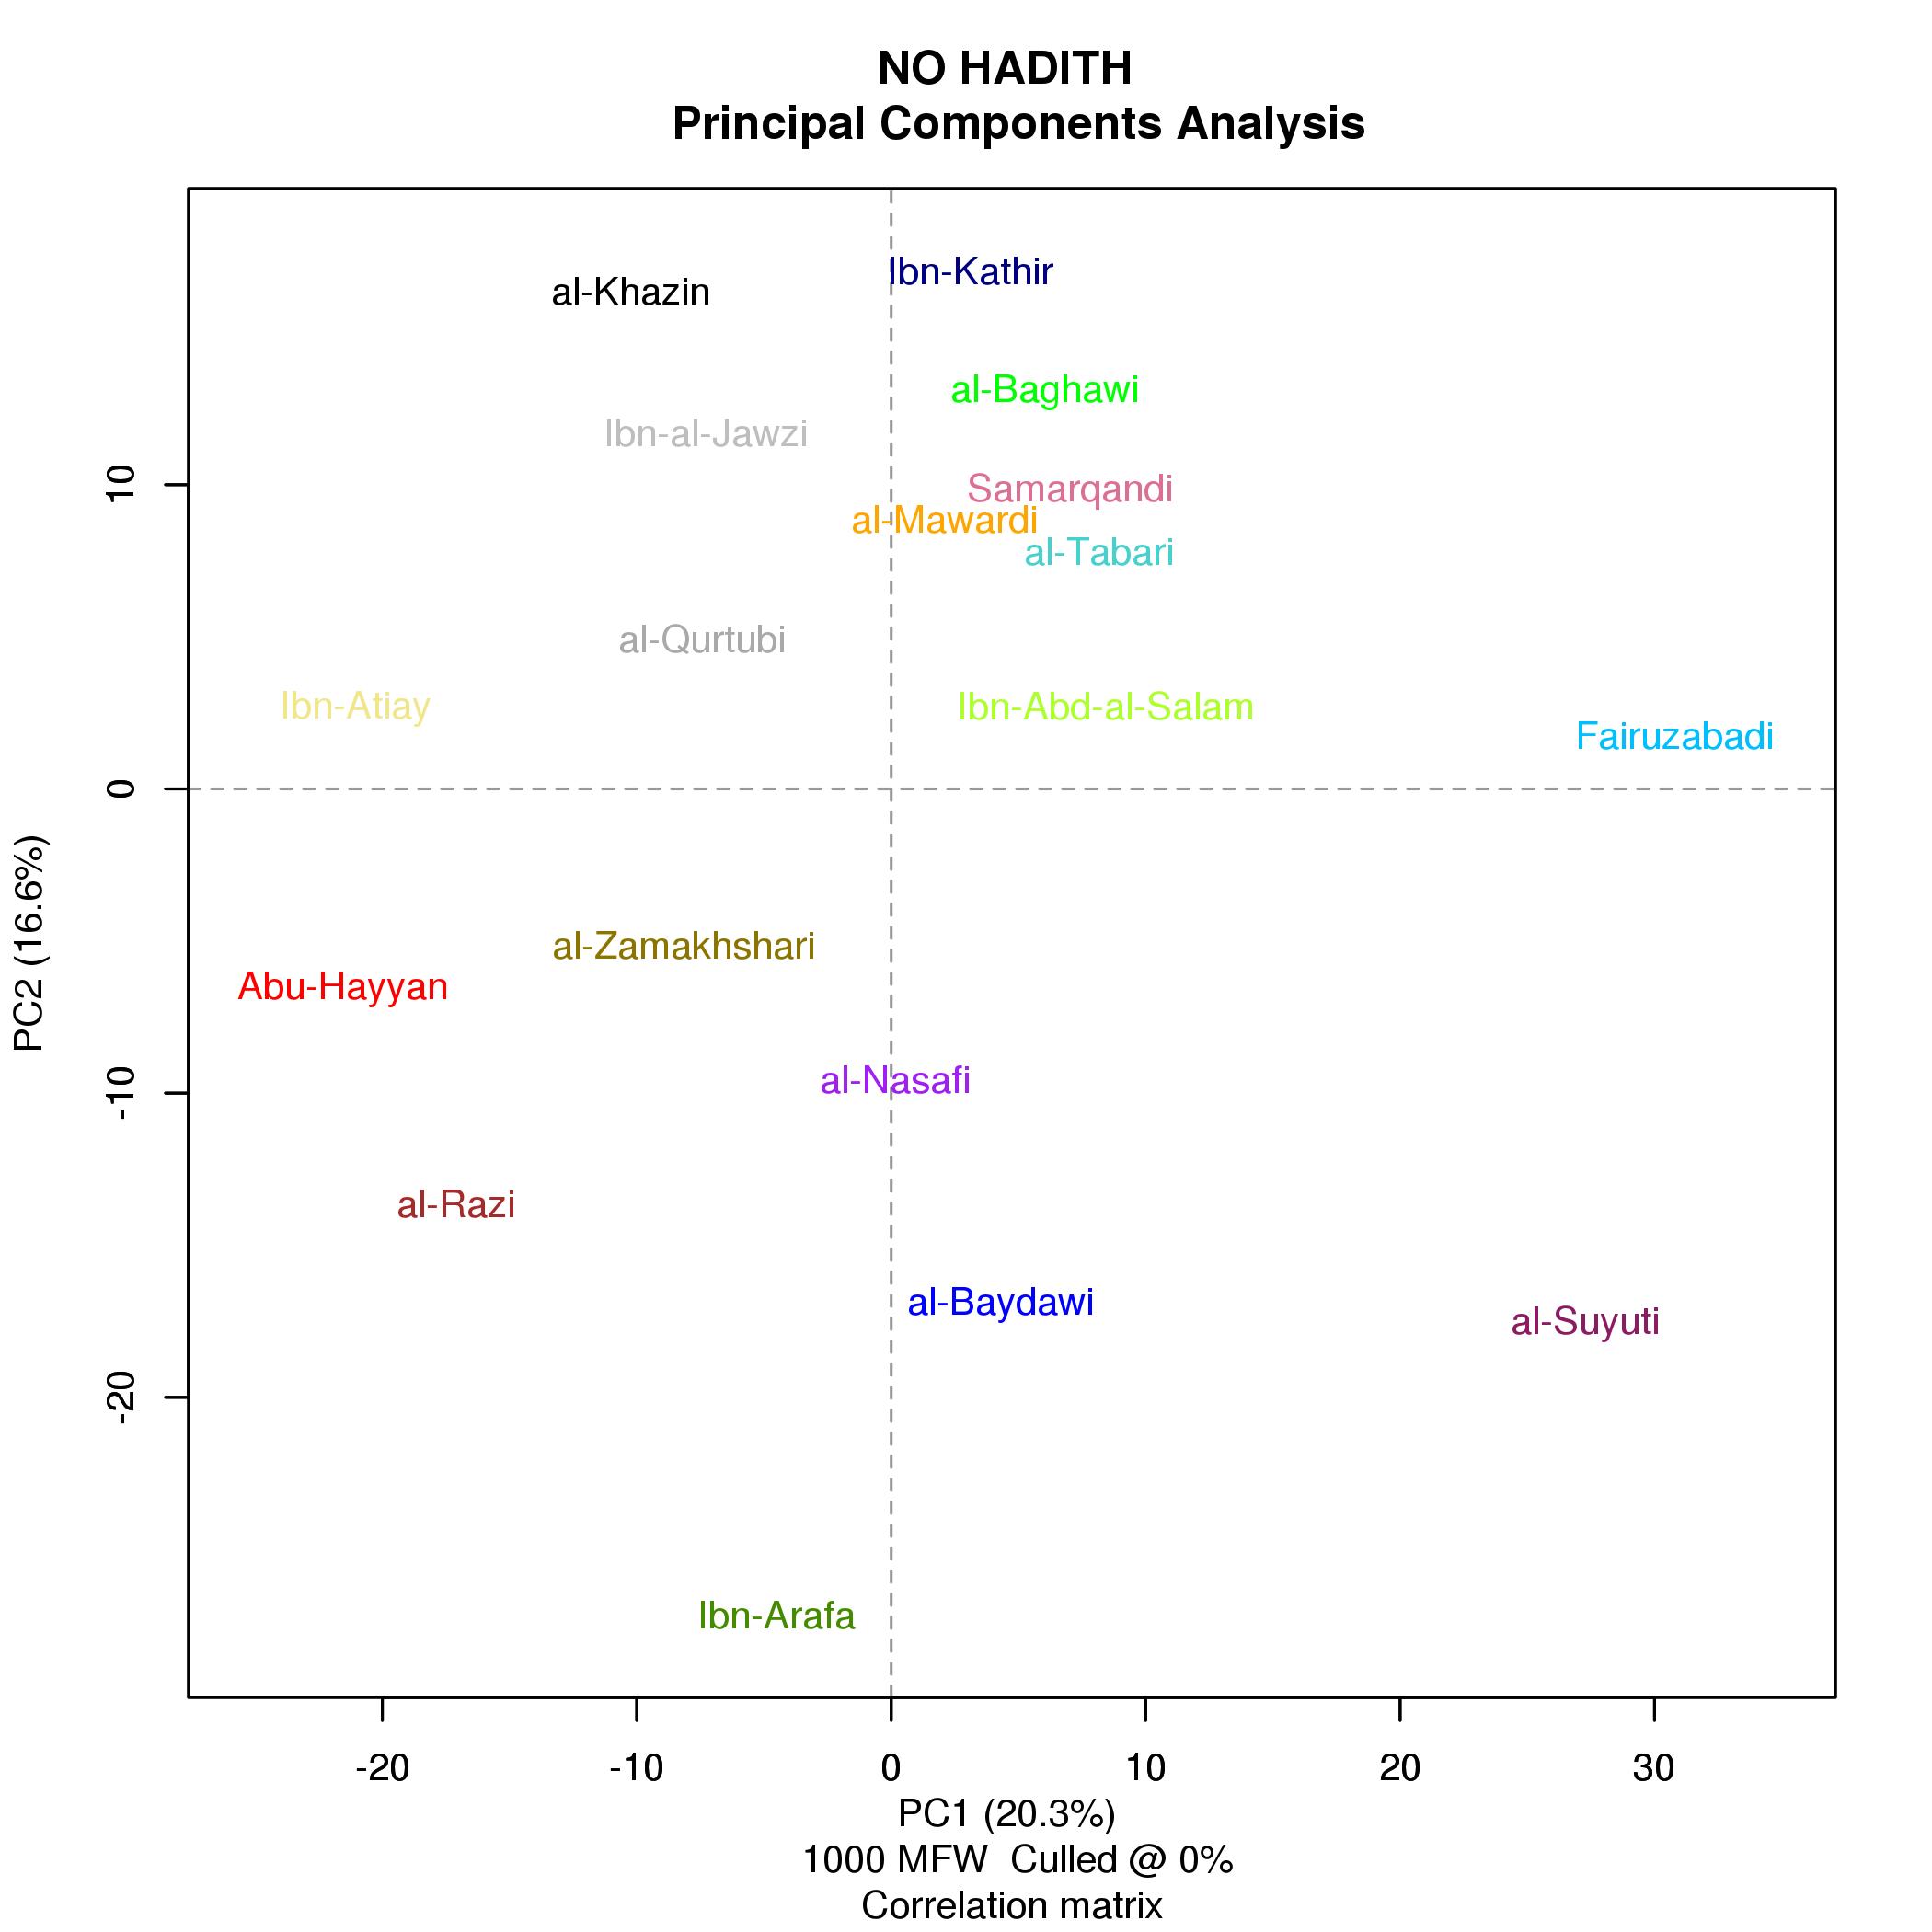 NO HADITH
Principal Components Analysis
Ibn-Kathir
al-Khazin
al-Baghawi
Ibn-al-Jawzi
10
Samarqandi
al-Mawardi
al-Tabari
al-Qurtubi
Ibn-Atiay
Ibn-Abd-al-Salam
Fairuzabadi
0
PC2 (16.6%)
al-Zamakhshari
Abu-Hayyan
al-Nasafi
-10
al-Razi
al-Baydawi
al-Suyuti
-20
Ibn-Arafa
-20 -10 0 10 20 30
PC1 (20.3%)
1000 MFW Culled @ 0%
Correlation matrix